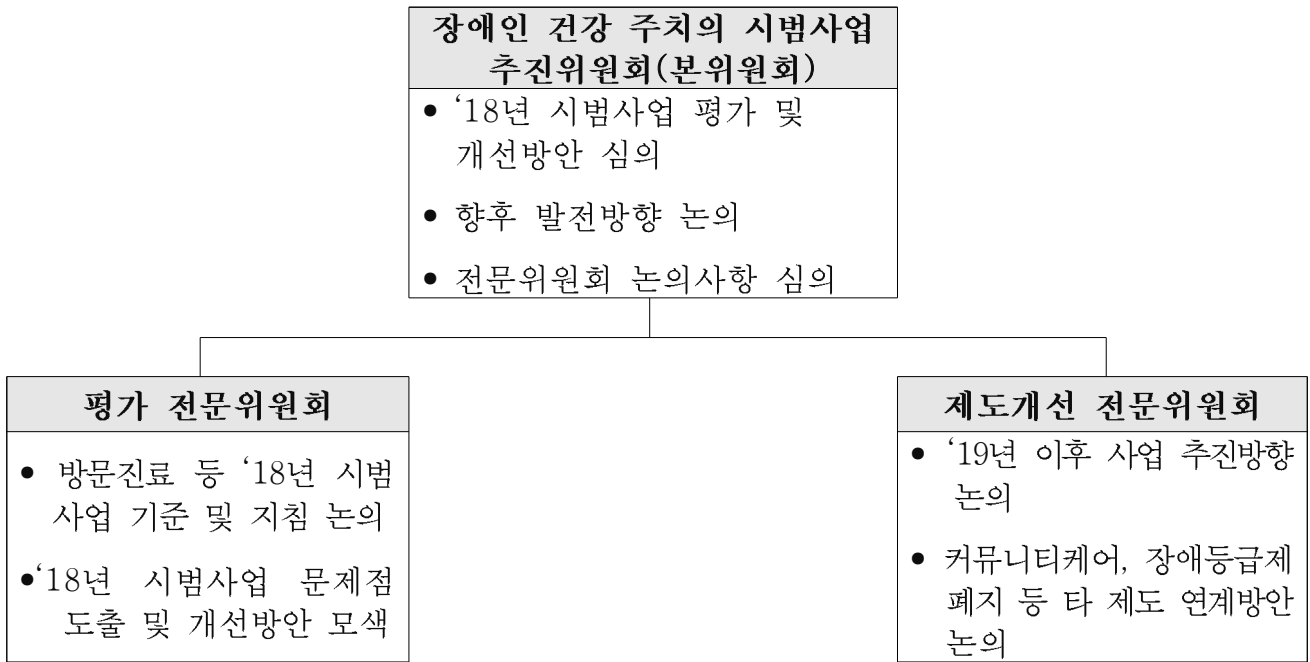 장애인 건강 주치의 시범사업
추진위원회(본위원회)
• ‘18년 시범사업 평가 및
개선방안 심의
• 향후 발전방향 논의
• 전문위원회 논의사항 심의
평가 전문위원회
• 방문진료 등 ‘18년 시범
사업 기준 및 지침 논의
•‘18년 시범사업 문제점
도출 및 개선방안 모색
제도개선 전문위원회
• ‘19년 이후 사업 추진방향
논의
• 커뮤니티케어, 장애등급제
폐지 등 타 제도 연계방안
논의